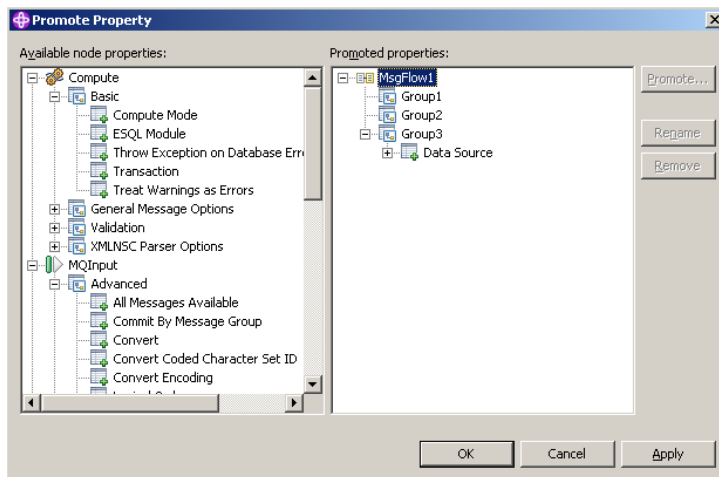 Promote Property
Available node properties:
Compute
Basic
Compute Mode
ESQL Module
Throw Exception on Database Erro
Transaction
Treat Warnings as Errors
General Message Options
Validation
XMLNSC Parser Options
MQInput
Advanced
All Messages Available
Commit By Message Group
Convert
Convert Coded Character Set ID
Convert Encoding
Promoted properties:
MsgFlow1
Group1
Group2
Group3
Data Source
Promote...
Rename
Remove
OK
Cancel
Apply